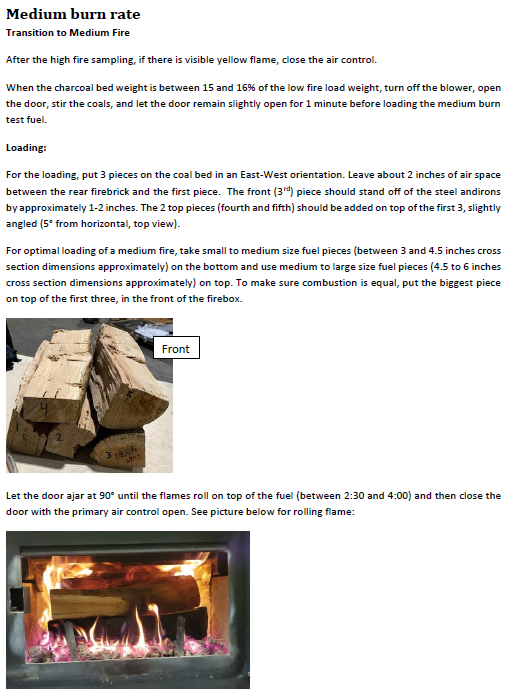 Medium burn rate
Transition to Medium Fire
After the high fire sampling, if there is visible yellow flame, close the air control.
When the charcoal bed weight is between 15 and 16% of the low fire load weight, turn off the blower, open
the door, stir the coals, and let the door remain slightly open for 1 minute before loading the medium burn
test fuel.
Loading:
For the loading, put 3 pieces on the coal bed in an East-West orientation. Leave about 2 inches of air space
between the rear firebrick and the first piece. The front (3rd) piece should stand off of the steel andirons
by approximately 1-2 inches. The 2 top pieces (fourth and fifth) should be added on top of the first 3, slightly
angled (5° from horizontal, top view).
For optimal loading of a medium fire, take small to medium size fuel pieces (between 3 and 4.5 inches cross
section dimensions approximately) on the bottom and use medium to large size fuel pieces (4.5 to 6 inches
cross section dimensions approximately) on top. To make sure combustion is equal, put the biggest piece
on top of the first three, in the front of the firebox.
Front
4
5
1
2
3
Let the door ajar at 90° until the flames roll on top of the fuel (between 2:30 and 4:00) and then close the
door with the primary air control open. See picture below for rolling flame: